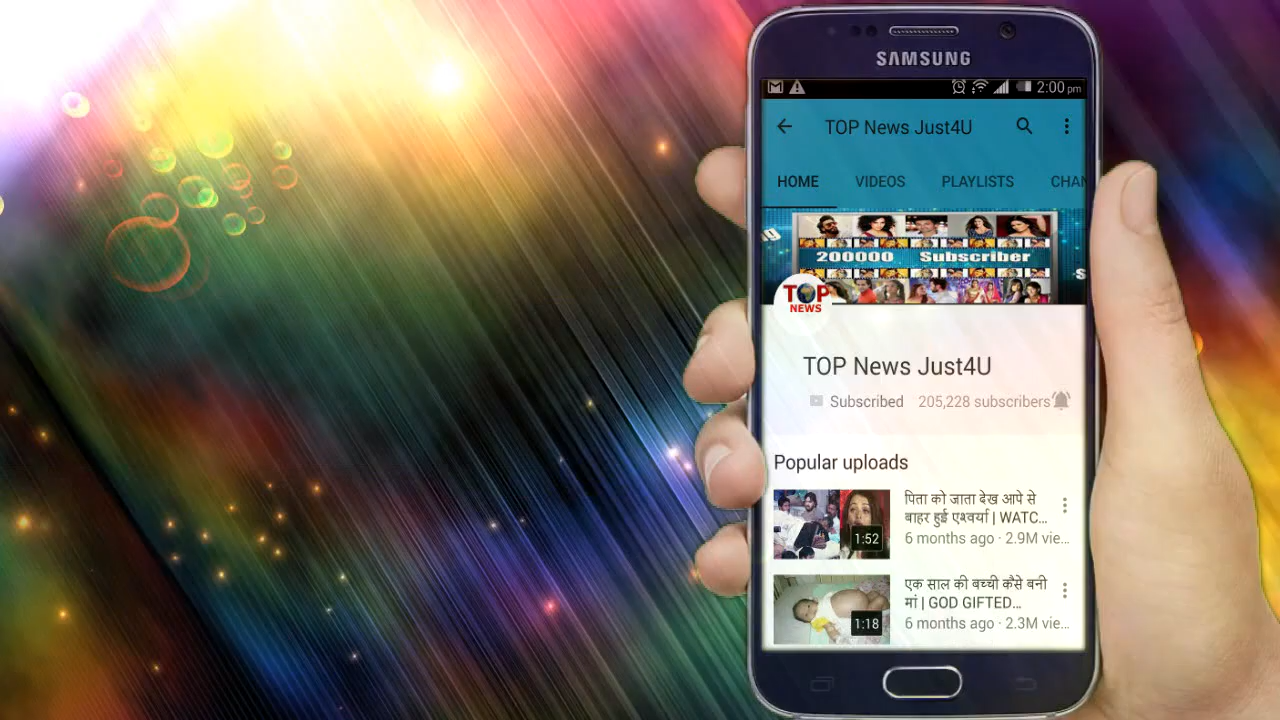 SAMSUNG
2:00 pm
TOP News Just4U
HOME VIDEOS PLAYLISTS CHAN
200000 Subscriber
TOP
NEWS
TOP News Just4U
Subscribed 205,228 subscribers
Popular uploads
पिता को जाता देख आपे से
बाहर हुई एश्वर्या | WATC...
1:52
6 months ago · 2.9M vie...
एक साल की बच्ची कैसे बनी
मां | GOD GIFTED...
1:18
6 months ago · 2.3M vie...